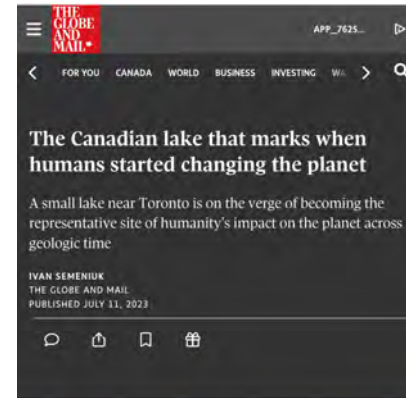 THE
GLOBE
AND
MAIL
APP_7625...
FOR YOU CANADA WORLD BUSINESS INVESTING WA
The Canadian lake that marks when
humans started changing the planet
A small lake near Toronto is on the verge of becoming the
representative site of humanity's impact on the planet across
geologic time
IVAN SEMENIUK
THE GLOBE AND MAIL
PUBLISHED JULY 11, 2023